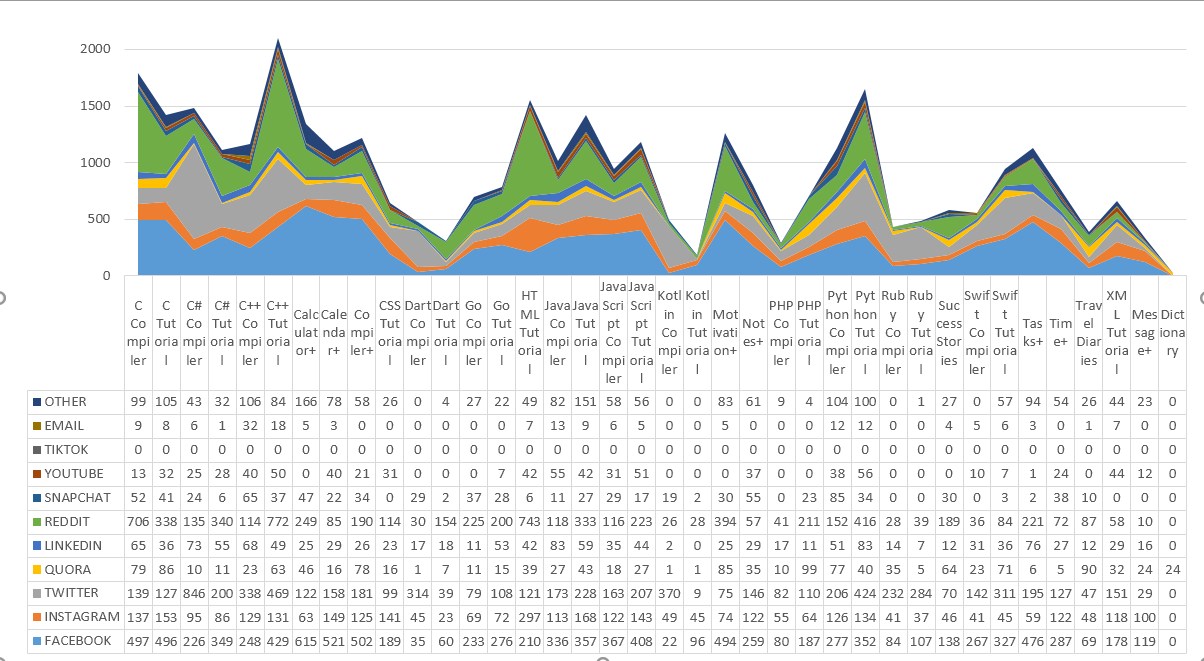 2000
1500
1000
500
0
C Compiler C Tutorial C# Compiler C# Tutorial C++ Compiler C++ Tutorial Calculator+ Calendar+ Compiler+ CSS Tutorial Dart Compiler Dart Tutorial Go Compiler Go Tutorial HTML Tutorial Java Compiler Java Tutorial JavaScript Compiler JavaScript Tutorial Kotlin Compiler Kotlin Tutorial Motivation+ Notes+ PHP Compiler PHP Tutorial Python Compiler Python Tutorial Ruby Compiler Ruby Tutorial Success Stories Swift Compiler Swift Tutorial Tasks+ Time+ Travel Diaries XML Tutorial Message+ Dictionary
OTHER 99 105 43 32 106 84 166 78 58 26 0 4 27 22 49 82 151 58 56 0 0 83 61 9 4 104 100 0 1 27 0 57 94 54 26 44 23 0
EMAIL 9 8 6 1 32 18 5 3 0 0 0 0 0 0 7 13 9 6 5 0 0 5 0 0 0 12 12 0 0 4 5 6 3 0 1 7 0 0
TIKTOK 0 0 0 0 0 0 0 0 0 0 0 0 0 0 0 0 0 0 0 0 0 0 0 0 0 0 0 0 0 0 0 0 0 0 0 0 0 0
YOUTUBE 13 32 25 28 40 50 0 40 21 31 0 0 0 7 42 55 42 31 51 0 0 0 37 0 0 38 56 0 0 0 10 7 1 24 0 44 12 0
SNAPCHAT 52 41 24 6 65 37 47 22 34 0 29 2 37 28 6 11 27 29 17 19 2 30 55 0 23 85 34 0 0 30 0 3 2 38 10 0 0 0
REDDIT 706 338 135 340 114 772 249 85 190 114 30 154 225 200 743 118 333 116 223 26 28 394 57 41 211 152 416 28 39 189 36 84 221 72 87 58 10 0
LINKEDIN 65 36 73 55 68 49 25 29 26 23 17 18 11 53 42 83 59 35 44 2 0 25 29 17 11 51 83 14 7 12 31 36 76 27 12 29 16 0
QUORA 79 86 10 11 23 63 46 16 78 16 1 7 11 15 39 27 43 18 27 1 1 85 35 10 99 77 40 35 5 64 23 71 6 5 90 32 24 24
TWITTER 139 127 846 200 338 469 122 158 181 99 314 39 79 108 121 173 228 163 207 370 9 75 146 82 110 206 424 232 284 70 142 311 195 127 47 151 29 0
INSTAGRAM 137 153 95 86 129 131 63 149 125 141 45 23 69 72 297 113 168 122 143 49 45 74 122 55 64 126 134 41 37 46 41 45 59 122 48 118 100 0
FACEBOOK 497 496 226 349 248 429 615 521 502 189 35 60 233 276 210 336 357 367 408 22 96 494 259 80 187 277 352 84 107 138 267 327 476 287 69 178 119 0